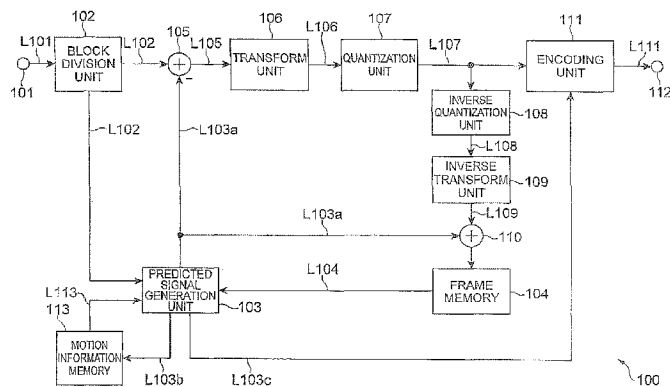 102
106
107
111
L101
BLOCK
DIVISION
UNIT
L102
105
L105
TRANSFORM
UNIT
L106
QUANTIZATION
UNIT
L107
ENCODING
UNIT
L111
101
112
−
INVERSE
QUANTIZATION
UNIT
108
L102
L103a
L108
INVERSE
TRANSFORM
UNIT
109
L103a
L109
110
L113
113
PREDICTED
SIGNAL
GENERATION
UNIT
103
L104
FRAME
MEMORY
104
MOTION
INFORMATION
MEMORY
L103b
L103c
100